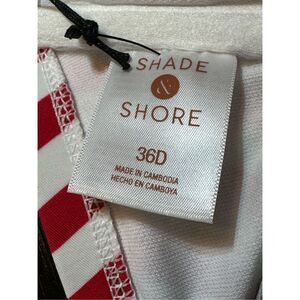 SHADE
&
SHORE
36D
MADE IN CAMBODIA
HECHO EN CAMBOYA